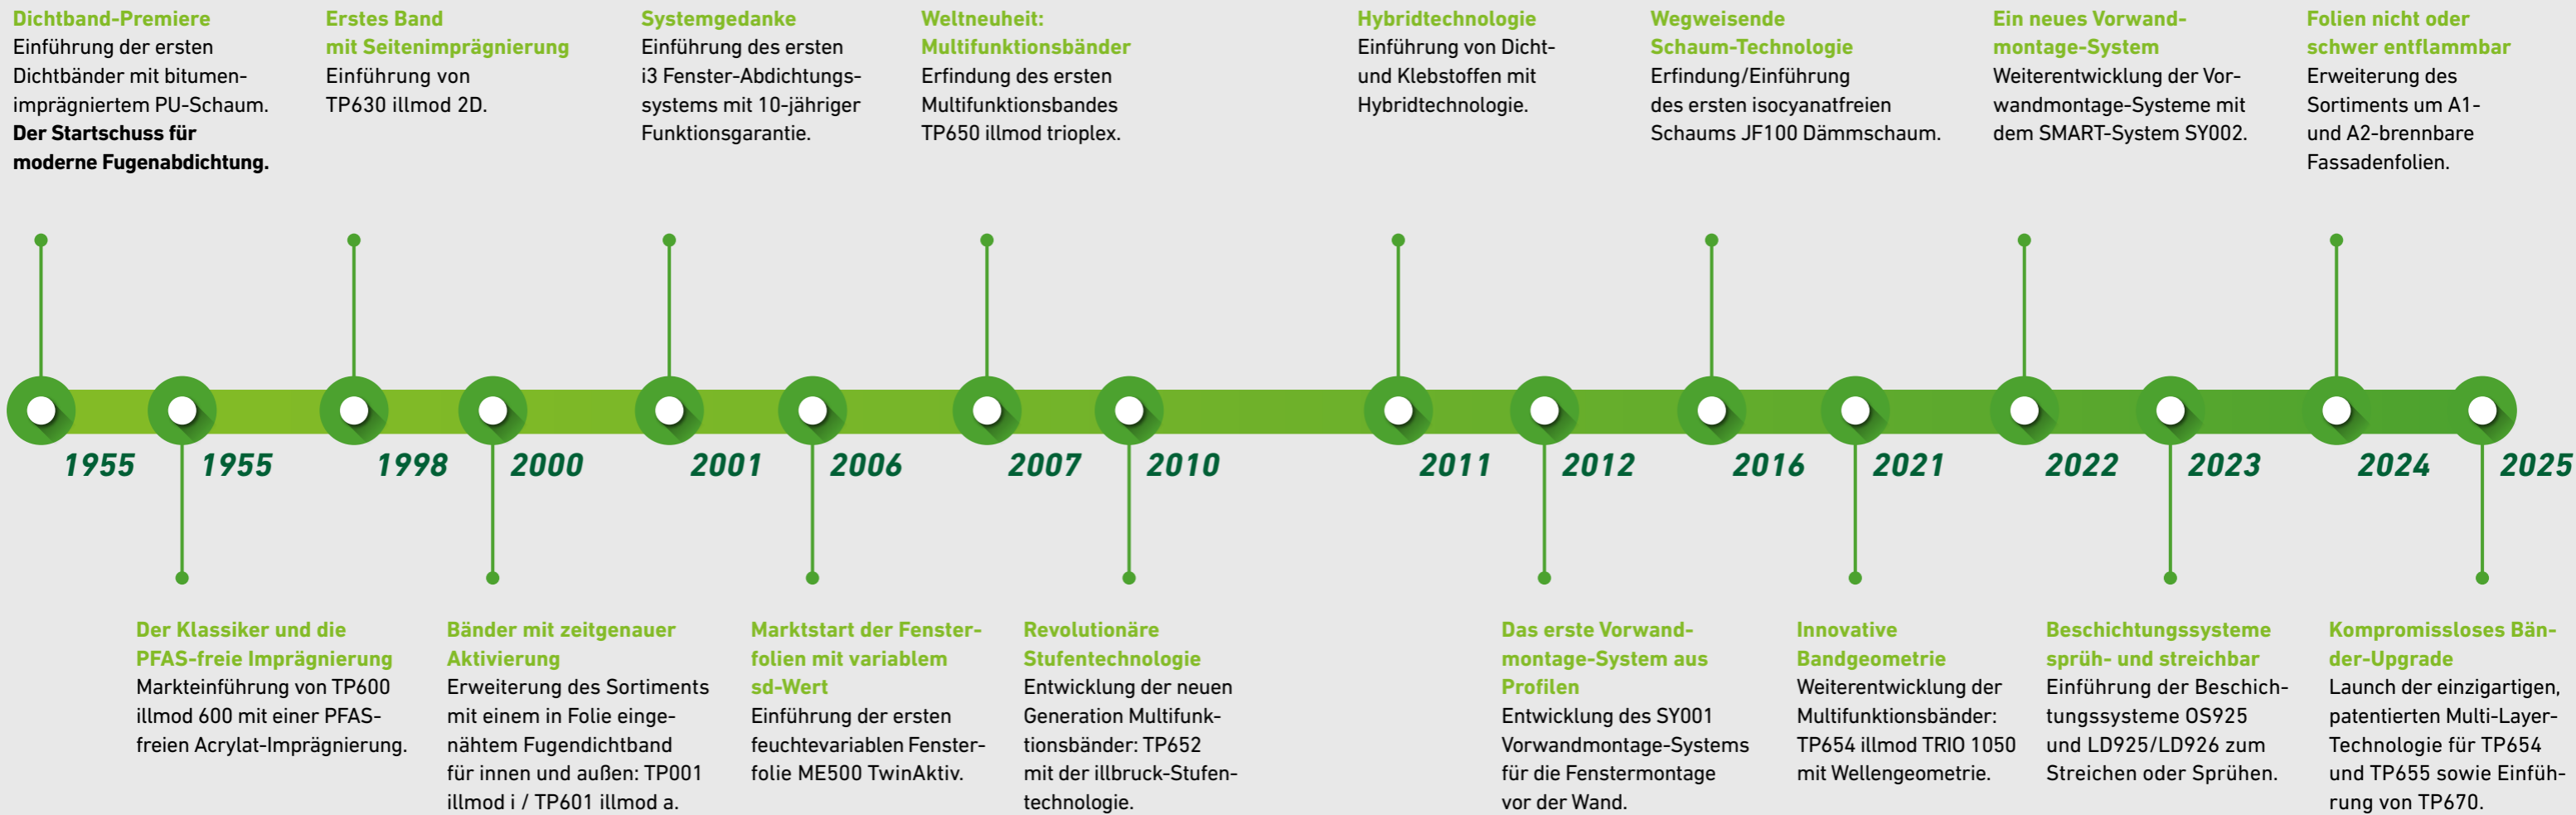 Dichtband-Premiere
Einführung der ersten
Dichtbänder mit bitumen-
imprägniertem PU-Schaum.
Der Startschuss für
moderne Fugenabdichtung.
Erstes Band
mit Seitenimprägnierung
Einführung von
TP630 illmod 2D.
Systemgedanke
Einführung des ersten
i3 Fenster-Abdichtungs-
systems mit 10-jähriger
Funktionsgarantie.
Weltneuheit:
Multifunktionsbänder
Erfindung des ersten
Multifunktionsbandes
TP650 illmod trioplex.
Hybridtechnologie
Einführung von Dicht-
und Klebstoffen mit
Hybridtechnologie.
Wegweisende
Schaum-Technologie
Erfindung/Einführung
des ersten isocyanatfreien
Schaums JF100 Dämmschaum.
Ein neues Vorwand-
montage-System
Weiterentwicklung der Vor-
wandmontage-Systeme mit
dem SMART-System SY002.
Folien nicht oder
schwer entflammbar
Erweiterung des
Sortiments um A1-
und A2-brennbare
Fassadenfolien.
1955 1955 1998 2000 2001 2006 2007 2010 2011 2012 2016 2021 2022 2023 2024 2025
Der Klassiker und die
PFAS-freie Imprägnierung
Markteinführung von TP600
illmod 600 mit einer PFAS-
freien Acrylat-Imprägnierung.
Bänder mit zeitgenauer
Aktivierung
Erweiterung des Sortiments
mit einem in Folie einge-
nähtem Fugendichtband
für innen und außen: TP001
illmod i / TP601 illmod a.
Marktstart der Fenster-
folien mit variablem
sd-Wert
Einführung der ersten
feuchtevariablen Fenster-
folie ME500 TwinAktiv.
Revolutionäre
Stufentechnologie
Entwicklung der neuen
Generation Multifunk-
tionsbänder: TP652
mit der illbruck-Stufen-
technologie.
Das erste Vorwand-
montage-System aus
Profilen
Entwicklung des SY001
Vorwandmontage-Systems
für die Fenstermontage
vor der Wand.
Innovative
Bandgeometrie
Weiterentwicklung der
Multifunktionsbänder:
TP654 illmod TRIO 1050
mit Wellengeometrie.
Beschichtungssysteme
sprüh- und streichbar
Einführung der Beschich-
tungssysteme OS925
und LD925/LD926 zum
Streichen oder Sprühen.
Kompromissloses Bän-
der-Upgrade
Launch der einzigartigen,
patentierten Multi-Layer-
Technologie für TP654
und TP655 sowie Einfüh-
rung von TP670.